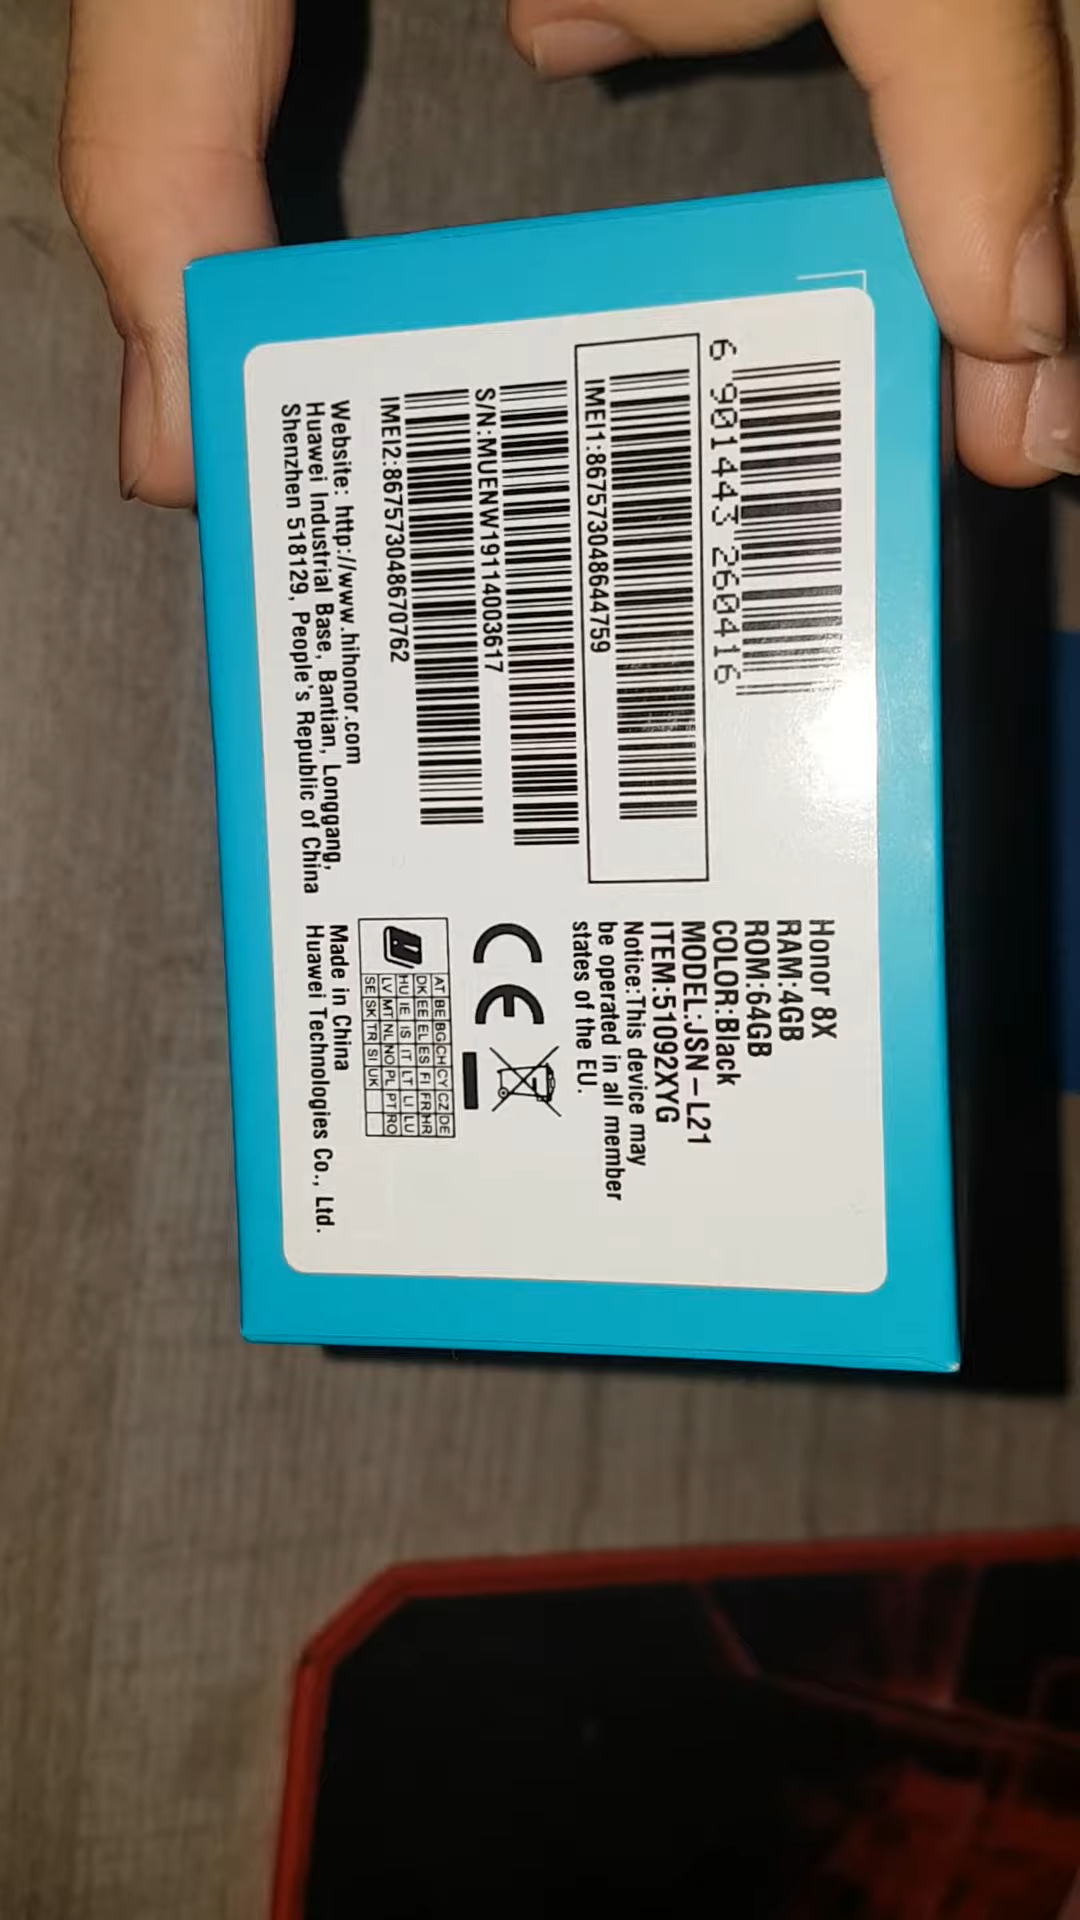 6 901443 260416
IMEI1:867573048644759
S/N:MUENW19114003617
IMEI2:867573048670762
Website: http://www.hihonor.com
Huawei Industrial Base, Bantian, Longgang,
Shenzhen 518129, People's Republic of China
Honor 8X
RAM:4GB
ROM:64GB
COLOR:Black
MODEL:JSN-L21
ITEM:51092XYG
Notice:This device may
be operated in all member
states of the EU.
CE
AT BE BG CH CY CZ DE
DK EE EL ES FI FR HR
HU IE IS IT LT LI LU
LV MT NL NO PL PT RO
SE SK TR SI UK
Made in China
Huawei Technologies Co., Ltd.